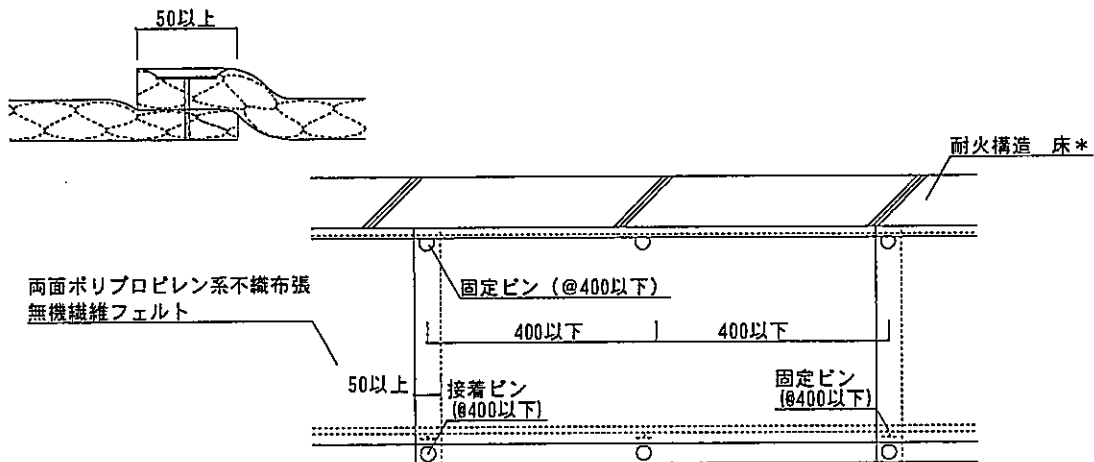 50以上
耐火構造 床*
両面ポリプロピレン系不織布張
無機繊維フェルト
固定ピン (@400以下)
400以下
400以下
50以上
接着ピン
(@400以下)
固定ピン
(@400以下)